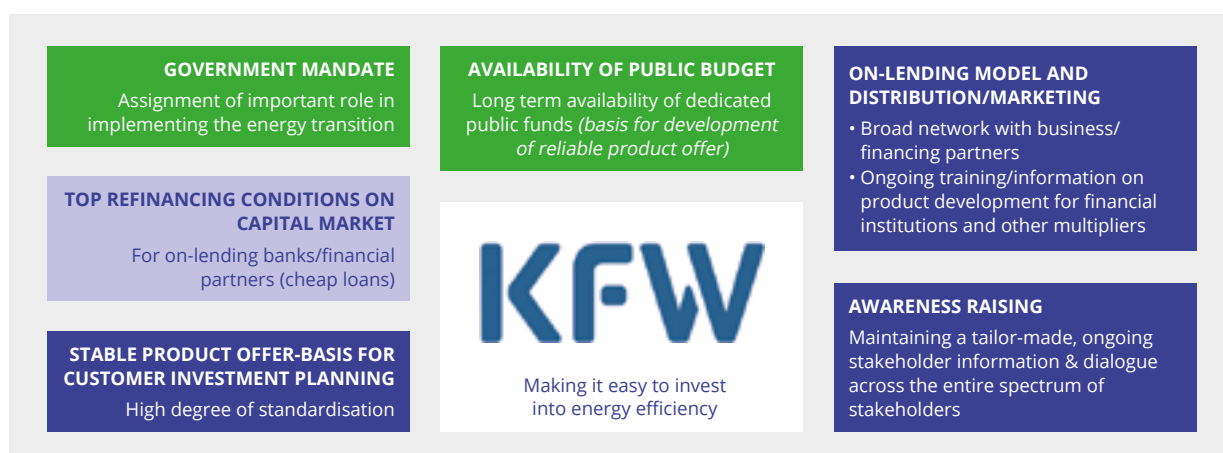 GOVERNMENT MANDATE
Assignment of important role in
implementing the energy transition
TOP REFINANCING CONDITIONS ON
CAPITAL MARKET
For on-lending banks/financial
partners (cheap loans)
STABLE PRODUCT OFFER-BASIS FOR
CUSTOMER INVESTMENT PLANNING
High degree of standardisation
AVAILABILITY OF PUBLIC BUDGET
Long term availability of dedicated
public funds (basis for development
of reliable product offer)
KFW
Making it easy to invest
into energy efficiency
ON-LENDING MODEL AND
DISTRIBUTION/MARKETING
• Broad network with business/
financing partners
• Ongoing training/information on
product development for financial
institutions and other multipliers
AWARENESS RAISING
Maintaining a tailor-made, ongoing
stakeholder information & dialogue
across the entire spectrum of
stakeholders